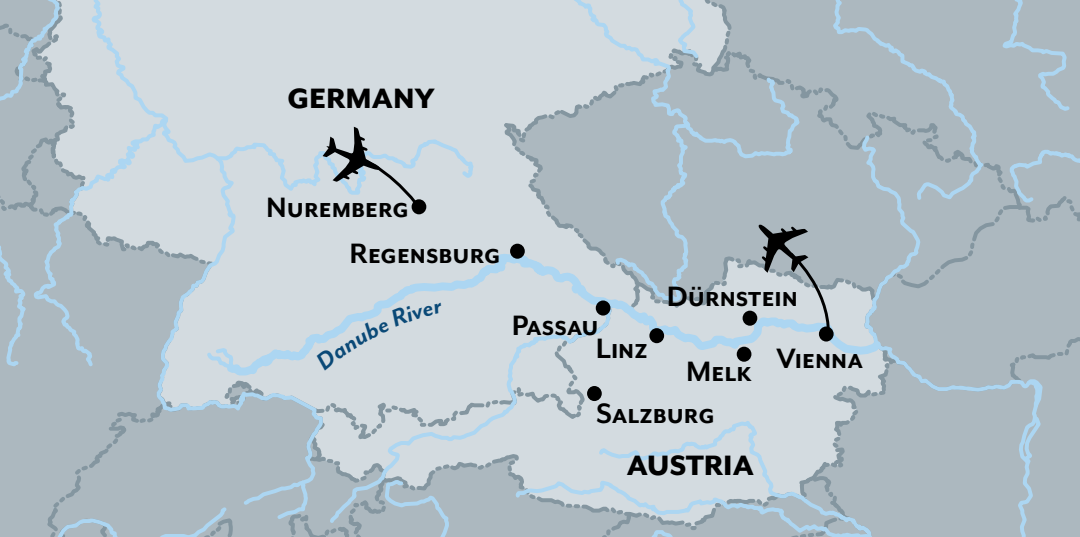 GERMANY
NUREMBERG
REGENSBURG
Danube River
DÜRNSTEIN
PASSAU
LINZ
MELK
VIENNA
SALZBURG
AUSTRIA